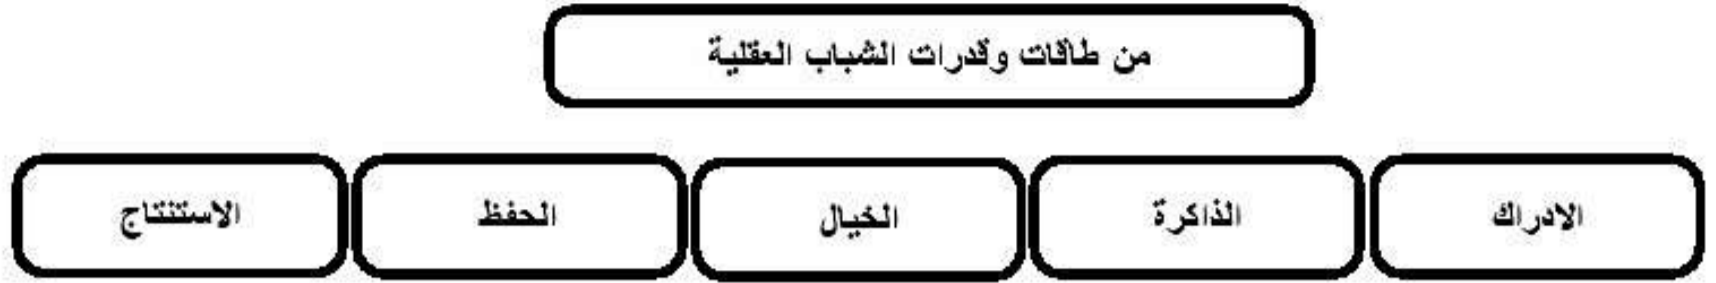 من طاقات وقدرات الشباب العقلية
الادراك
الذاكرة
الخيال
الحفظ
الاستنتاج